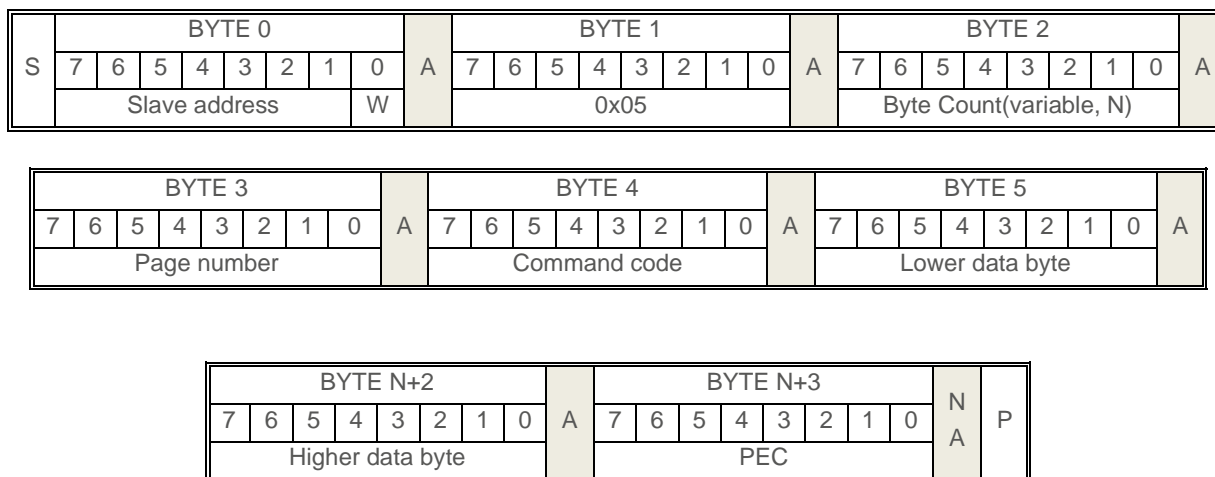 BYTE 0 BYTE 1 BYTE 2
S 7 6 5 4 3 2 1 0 A 7 6 5 4 3 2 1 0 A 7 6 5 4 3 2 1 0 A
Slave address W 0x05 Byte Count(variable, N)
BYTE 3 BYTE 4 BYTE 5
7 6 5 4 3 2 1 0 A 7 6 5 4 3 2 1 0 A 7 6 5 4 3 2 1 0 A
Page number Command code Lower data byte
BYTE N+2 BYTE N+3
7 6 5 4 3 2 1 0 A 7 6 5 4 3 2 1 0 N A P
Higher data byte PEC